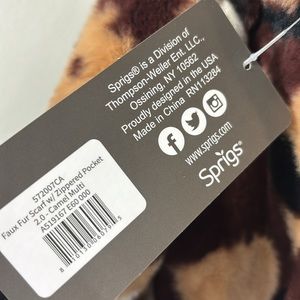 Sprigs® is a Division of
Thompson-Weiler Ent. LLC.,
Ossining, NY 10562
Proudly designed in the USA
Made in China RN113284
www.sprigs.com
Sprigs
572007CA
Faux Fur Scarf w/ Zippered Pocket
2.0 - Camel Multi
AS19167 E60 000